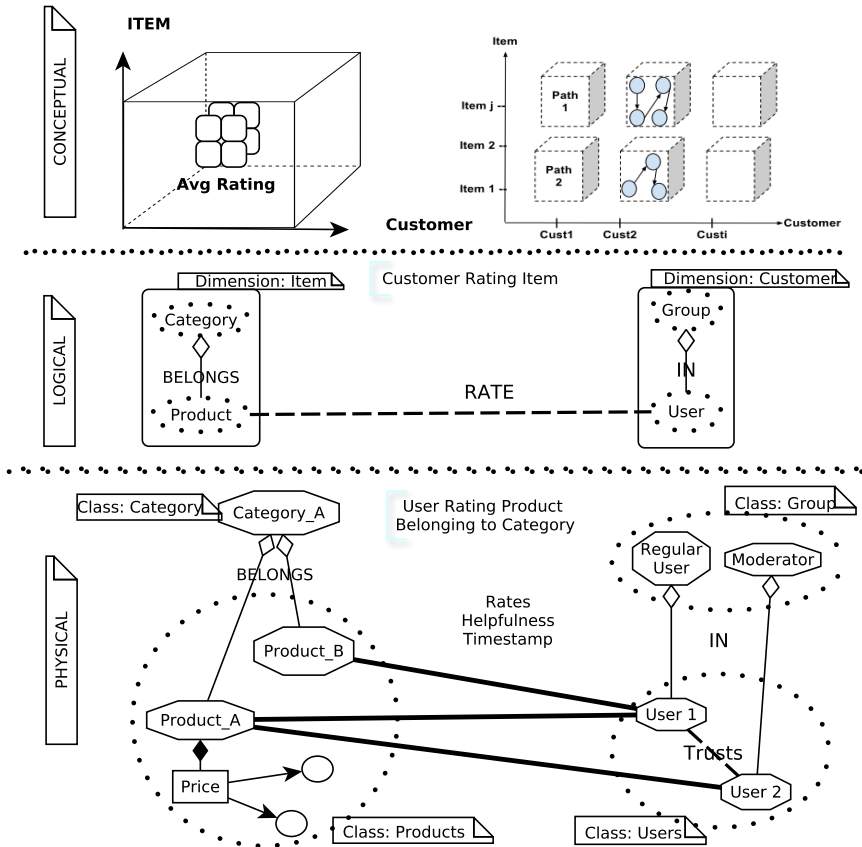 CONCEPTUAL
ITEM
Avg Rating
Customer
Item
Item j
Item 2
Item 1
Path
1
Path
2
Cust1
Cust2
Custi
Customer
LOGICAL
Dimension: Item
Customer Rating Item
Dimension: Customer
Category
BELONGS
Product
RATE
Group
IN
User
PHYSICAL
Class: Category
Category_A
User Rating Product
Belonging to Category
Class: Group
Regular
User
Moderator
BELONGS
Rates
Helpfulness
Timestamp
IN
Product_B
Product_A
User 1
Trusts
User 2
Price
Class: Products
Class: Users